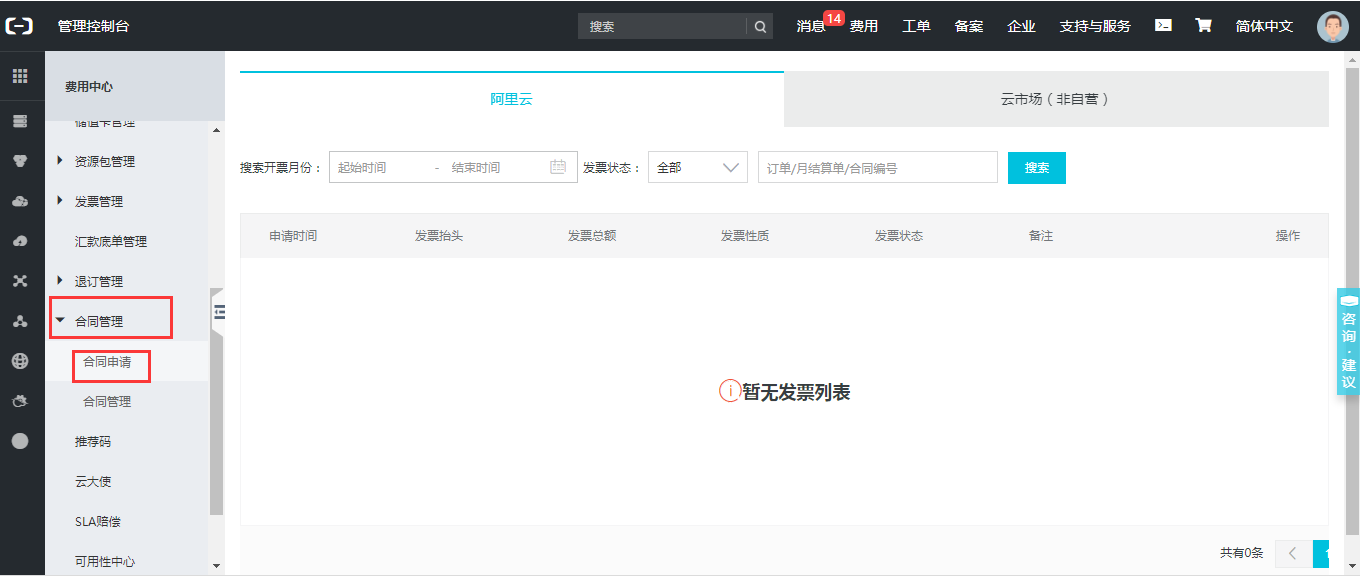 管理控制台
搜索
消息 14 费用 工单 备案 企业 支持与服务 简体中文
费用中心
储值卡管理
资源包管理
发票管理
汇款底单管理
退订管理
合同管理
合同申请
合同管理
推荐码
云大使
SLA赔偿
可用性中心
阿里云
云市场（非自营）
搜索开票月份： 起始时间 - 结束时间 发票状态： 全部 订单/月结算单/合同编号 搜索
申请时间 发票抬头 发票总额 发票性质 发票状态 备注 操作
暂无发票列表
共有0条
咨询·建议